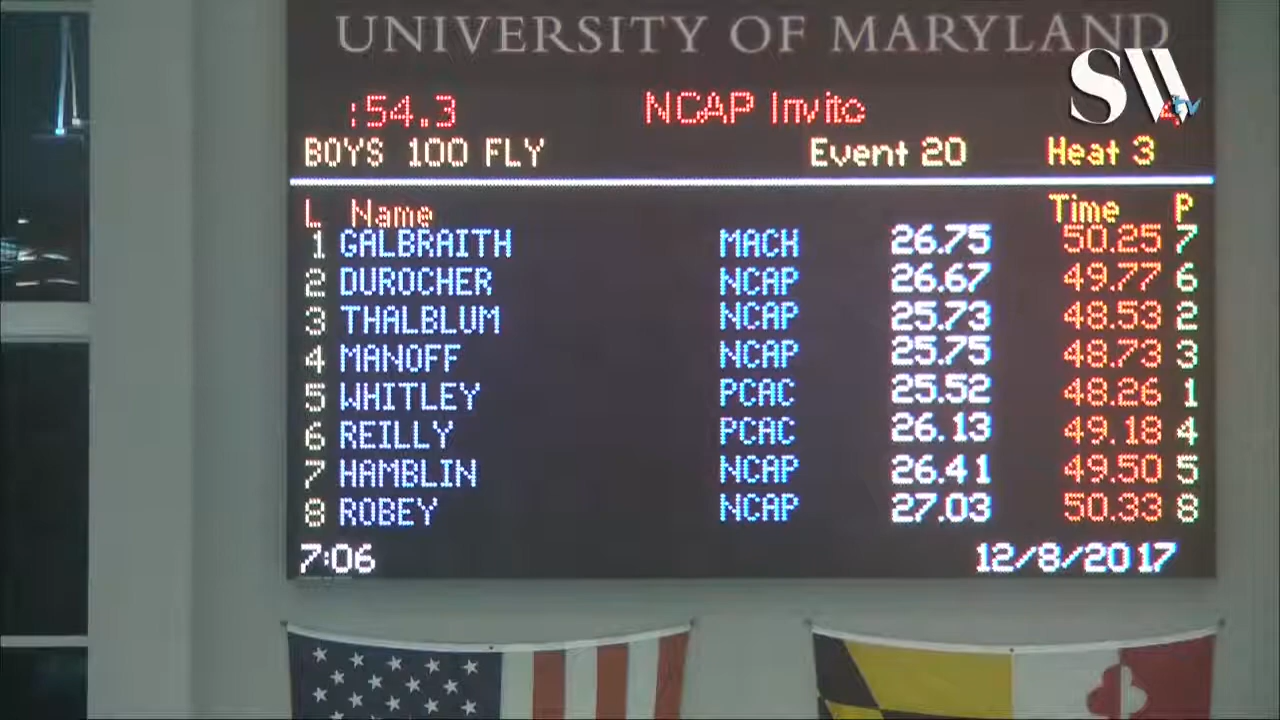 UNIVERSITY OF MARYLAND
SW
TV
:54.3 NCAP Invite 4
BOYS 100 FLY Event 20 Heat 3
L Name Time P
1 GALBRAITH MACH 26.75 50.25 7
2 DUROCHER NCAP 26.67 49.77 6
3 THALBLUM NCAP 25.73 48.53 2
4 MANOFF NCAP 25.75 48.73 3
5 WHITLEY PCAC 25.52 48.26 1
6 REILLY PCAC 26.13 49.18 4
7 HAMBLIN NCAP 26.41 49.50 5
8 ROBEY NCAP 27.03 50.33 8
7:06 12/8/2017